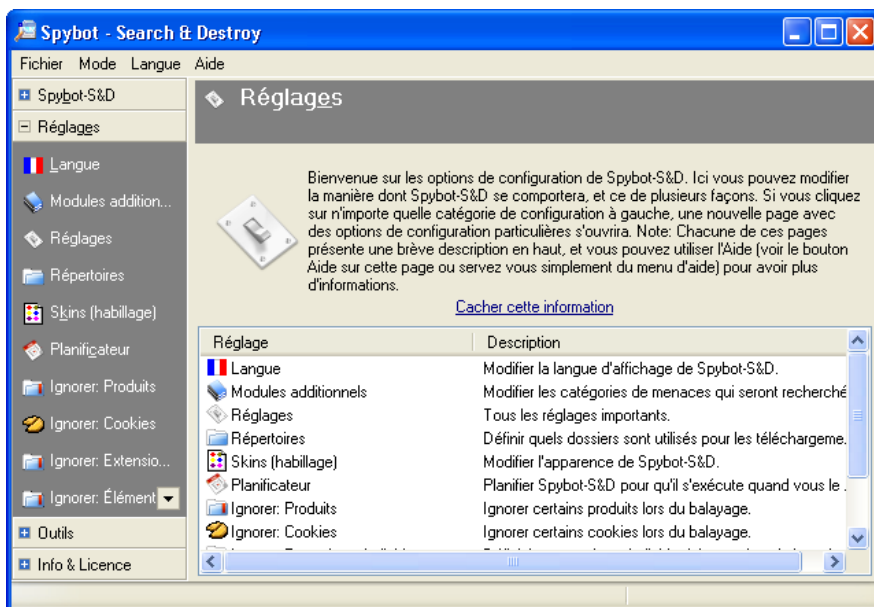 Spybot - Search & Destroy
Fichier Mode Langue Aide
Spybot-S&D
Réglages
Langue
Modules addition...
Réglages
Répertoires
Skins (habillage)
Planificateur
Ignorer: Produits
Ignorer: Cookies
Ignorer: Extensio...
Ignorer: Élément
Outils
Info & Licence
Réglages
Bienvenue sur les options de configuration de Spybot-S&D. Ici vous pouvez modifier
la manière dont Spybot-S&D se comportera, et ce de plusieurs façons. Si vous cliquez
sur n'importe quelle catégorie de configuration à gauche, une nouvelle page avec
des options de configuration particulières s'ouvrira. Note: Chacune de ces pages
présente une brève description en haut, et vous pouvez utiliser l'Aide (voir le bouton
Aide sur cette page ou servez vous simplement du menu d'aide) pour avoir plus
d'informations.
Cacher cette information
Réglage Description
Langue Modifier la langue d'affichage de Spybot-S&D.
Modules additionnels Modifier les catégories de menaces qui seront recherché
Réglages Tous les réglages importants.
Répertoires Définir quels dossiers sont utilisés pour les téléchargeme.
Skins (habillage) Modifier l'apparence de Spybot-S&D.
Planificateur Planifier Spybot-S&D pour qu'il s'exécute quand vous le .
Ignorer: Produits Ignorer certains produits lors du balayage.
Ignorer: Cookies Ignorer certains cookies lors du balayage.